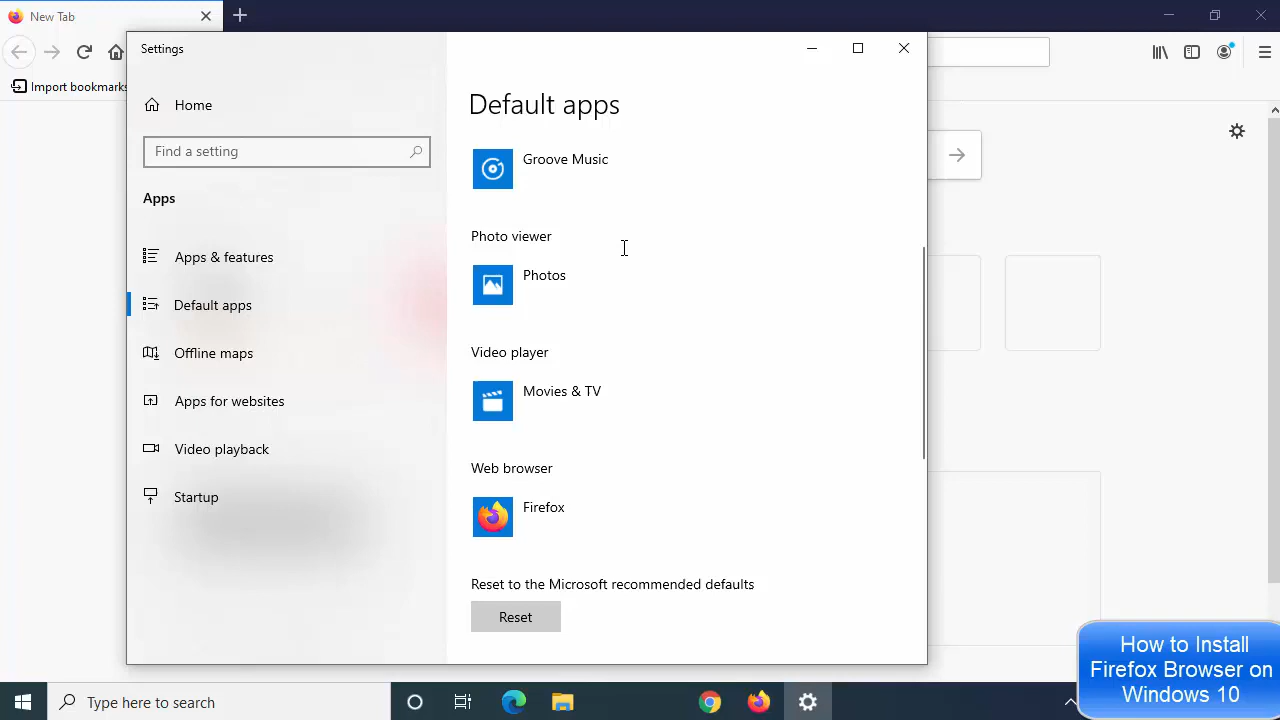 New Tab
Import bookmarks
Settings
Home
Find a setting
Apps
Apps & features
Default apps
Offline maps
Apps for websites
Video playback
Startup
Default apps
Groove Music
Photo viewer
Photos
Video player
Movies & TV
Web browser
Firefox
Reset to the Microsoft recommended defaults
Reset
How to Install
Firefox Browser on
Windows 10
Type here to search